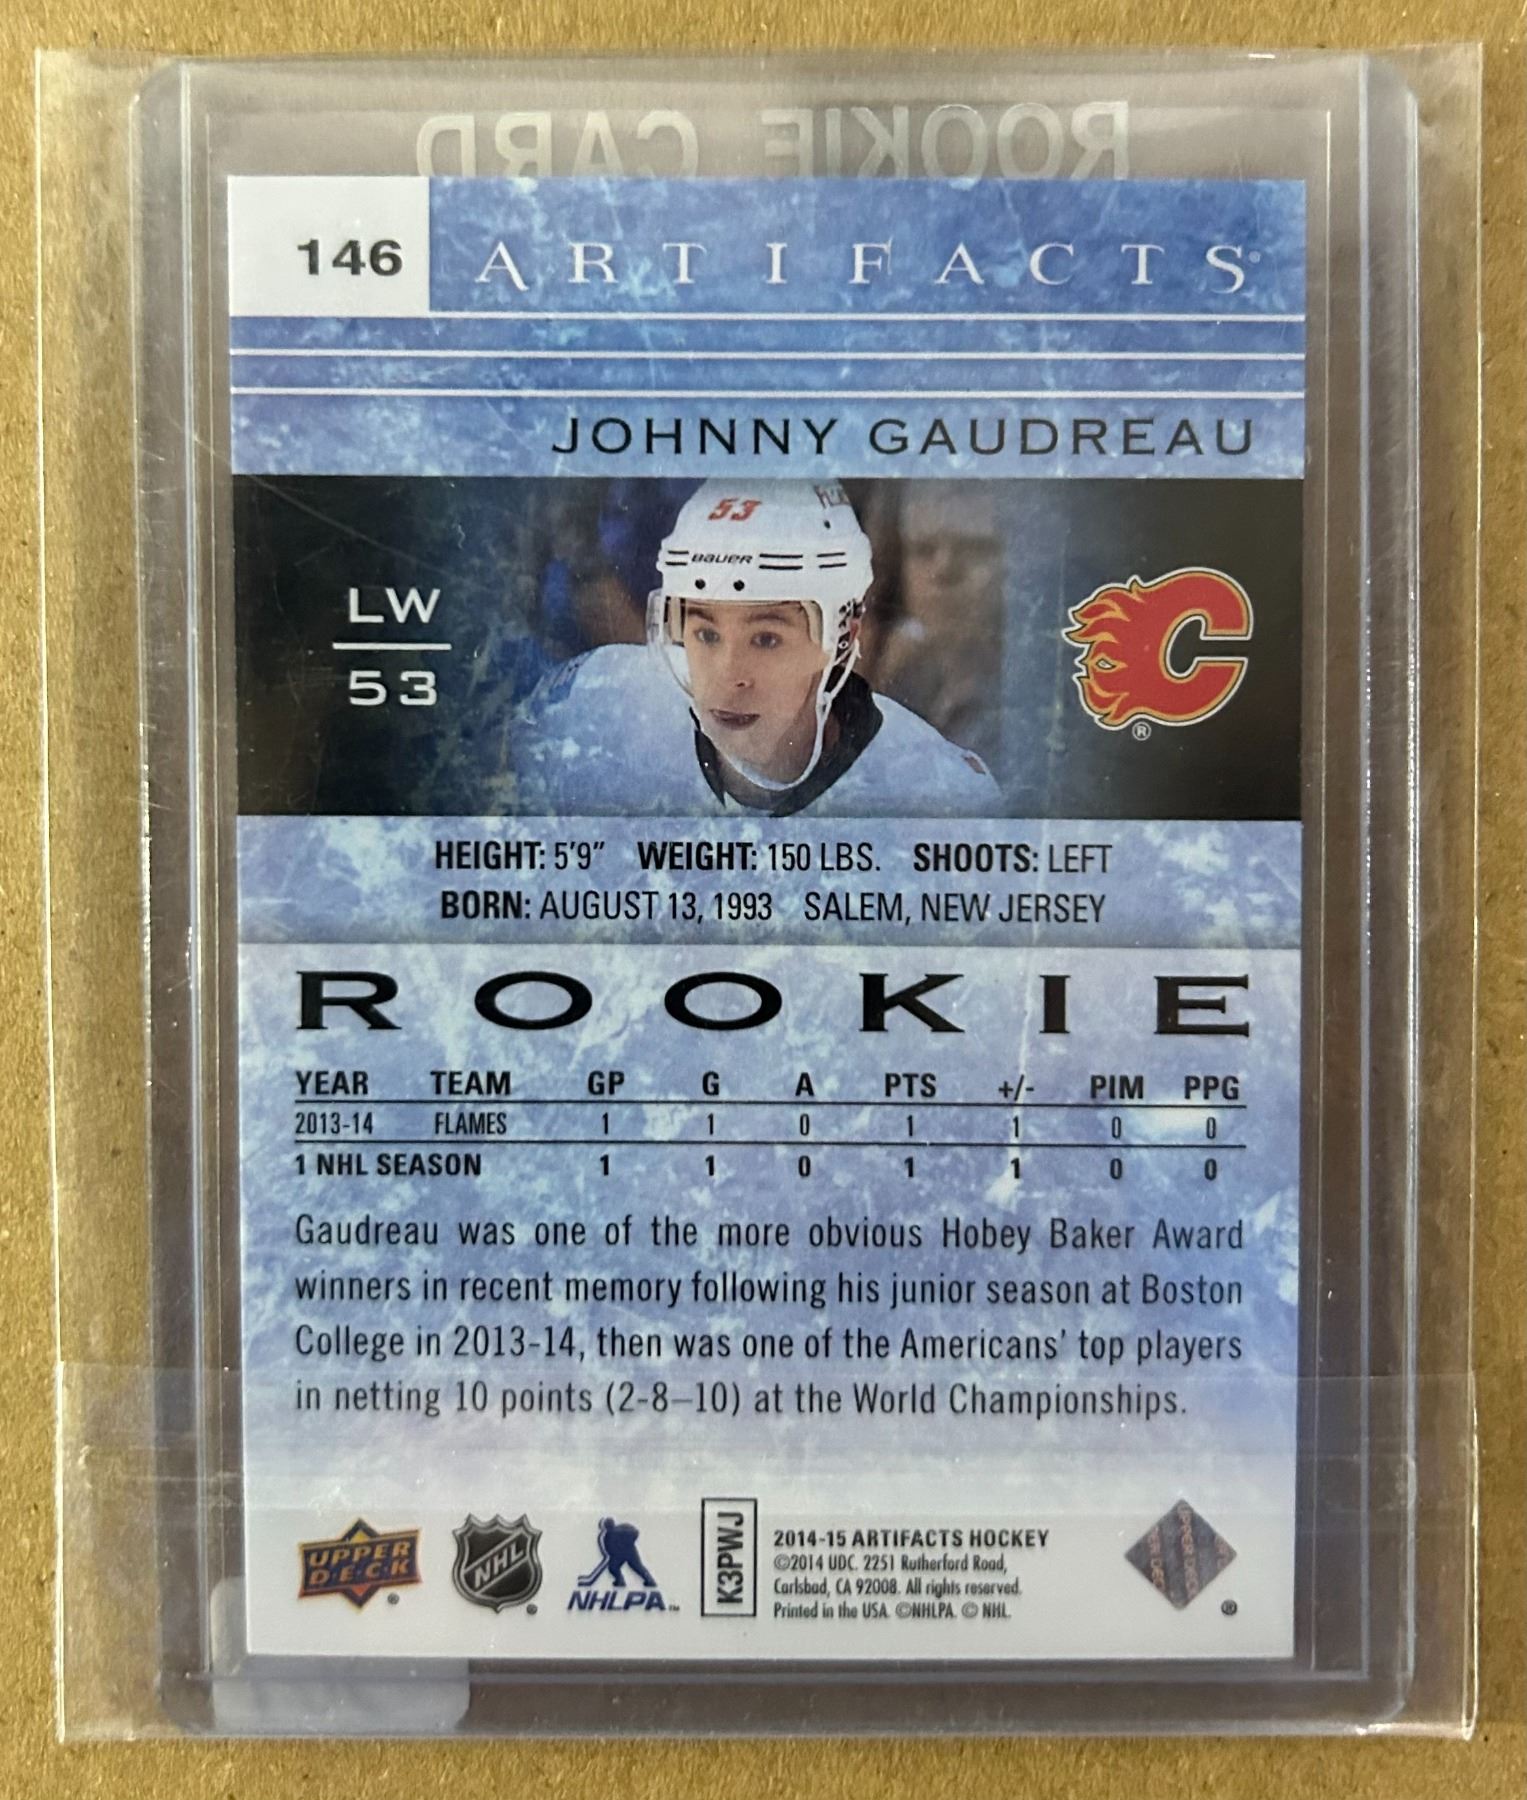 ROOKIE CARD
146 ARTIFACTS®
JOHNNY GAUDREAU
53
BAUER
LW
53
®
HEIGHT: 5'9" WEIGHT: 150 LBS. SHOOTS: LEFT
BORN: AUGUST 13, 1993 SALEM, NEW JERSEY
ROOKIE
YEAR TEAM GP G A PTS +/- PIM PPG
2013-14 FLAMES 1 1 0 1 1 0 0
1 NHL SEASON 1 1 0 1 1 0 0
Gaudreau was one of the more obvious Hobey Baker Award
winners in recent memory following his junior season at Boston
College in 2013-14, then was one of the Americans' top players
in netting 10 points (2-8–10) at the World Championships.
UPPER
D·E·C·K
®
NHL
®
NHLPA™
K3PWJ
2014-15 ARTIFACTS HOCKEY
©2014 UDC. 2251 Rutherford Road,
Carlsbad, CA 92008. All rights reserved.
Printed in the USA. ©NHLPA. © NHL.
UPPER DECK
®